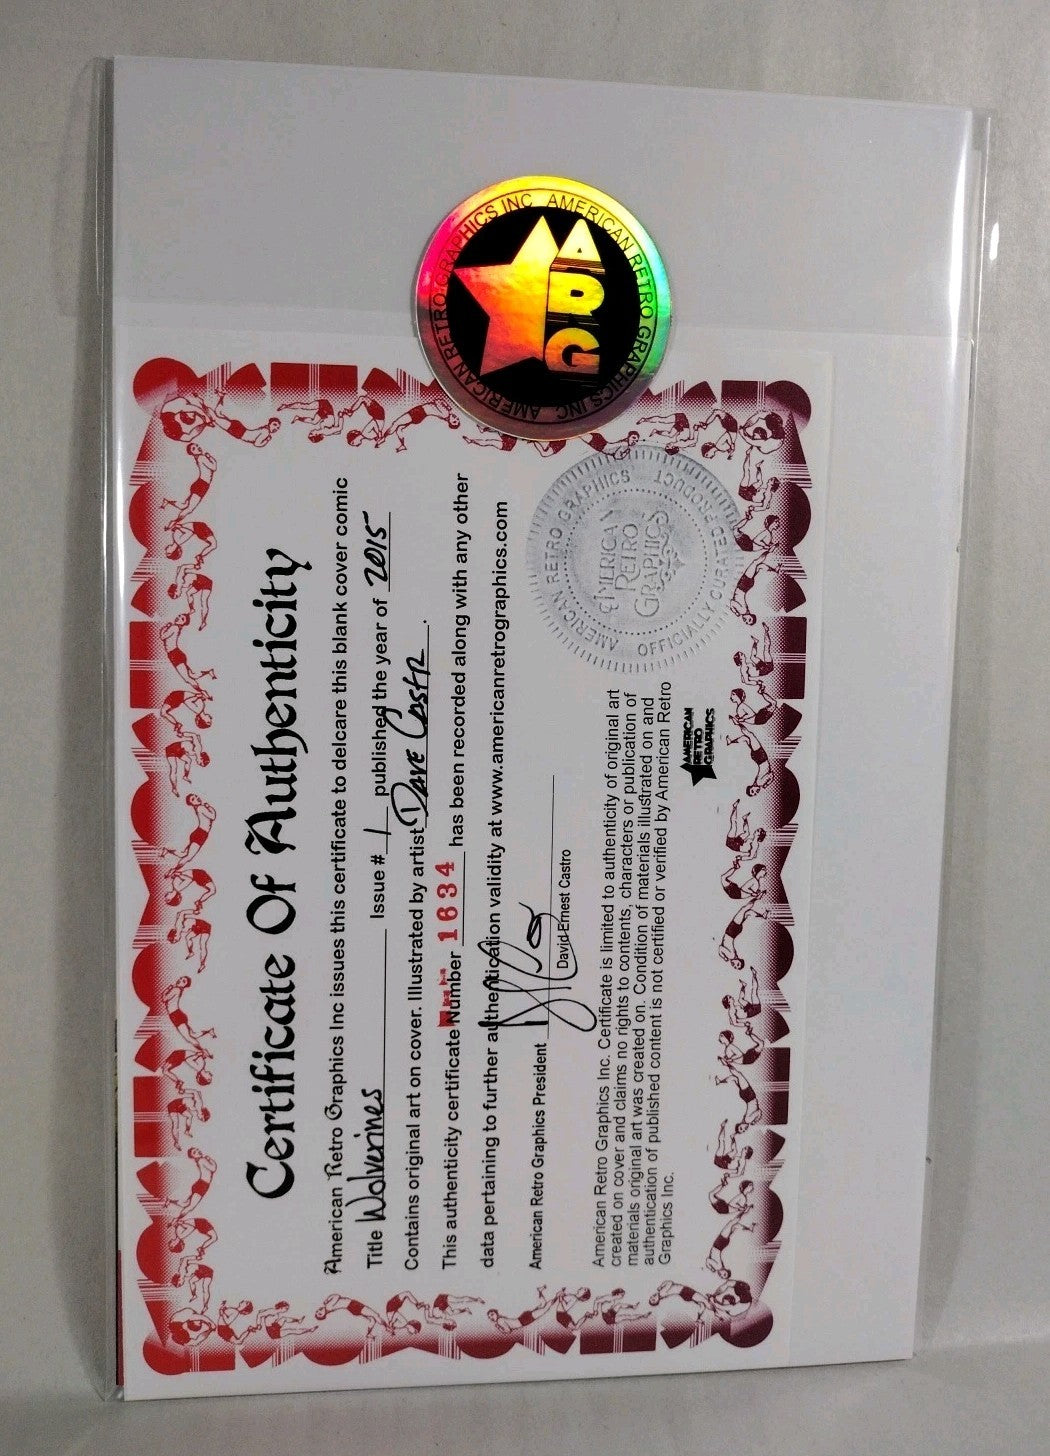 AMERICAN RETRO GRAPHICS INC AMERICAN RETRO GRAPHICS INC
Certificate Of Authenticity
American Retro Graphics Inc issues this certificate to delcare this blank cover comic
Title Wolverines Issue # 1 published the year of 2015
Contains original art on cover. Illustrated by artist Dave Castr.
This authenticity certificate Number 1634 has been recorded along with any other
data pertaining to further authentication validity at www.americanretrographics.com
American Retro Graphics President
David Ernest Castro
American Retro Graphics Inc. Certificate is limited to authenticity of original art
created on cover and claims no rights to contents, characters or publication of
materials original art was created on. Condition of materials illustrated on and
authentication of published content is not certified or verified by American Retro
Graphics Inc.
AMERICAN RETRO GRAPHICS
OFFICIALLY CURATED PRODUCT
AMERICAN
RETRO
GRAPHICS
AMERICAN
RETRO
GRAPHICS